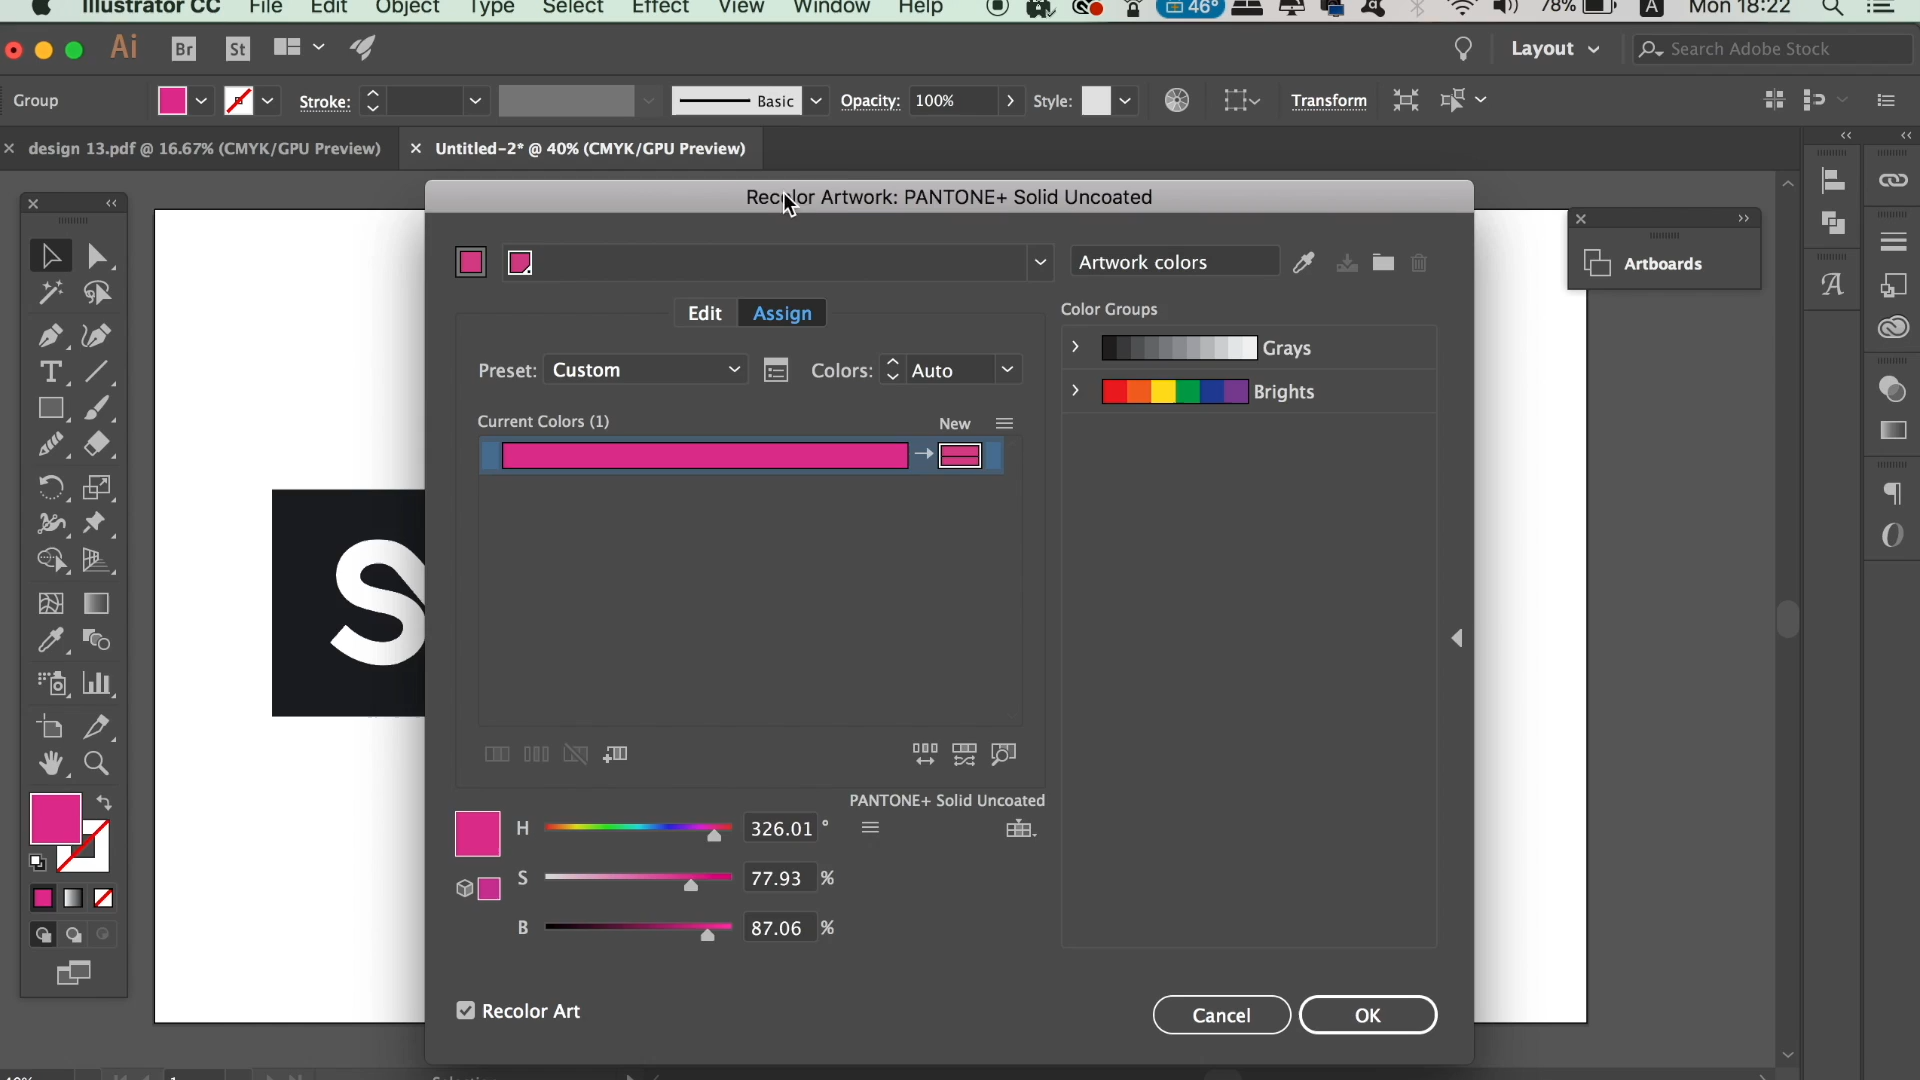 Illustrator CC File Edit Object Type Select Effect View Window Help 46° 78% A Mon 18:22
Ai Br St Layout Search Adobe Stock
Group Stroke: Basic Opacity: 100% Style: Transform
design 13.pdf @ 16.67% (CMYK/GPU Preview) Untitled-2* @ 40% (CMYK/GPU Preview)
Recolor Artwork: PANTONE+ Solid Uncoated
Artwork colors
Artboards
Edit Assign
Color Groups
Preset: Custom Colors: Auto
Grays
Brights
Current Colors (1) New
S
PANTONE+ Solid Uncoated
H 326.01 °
S 77.93 %
B 87.06 %
Recolor Art
Cancel OK